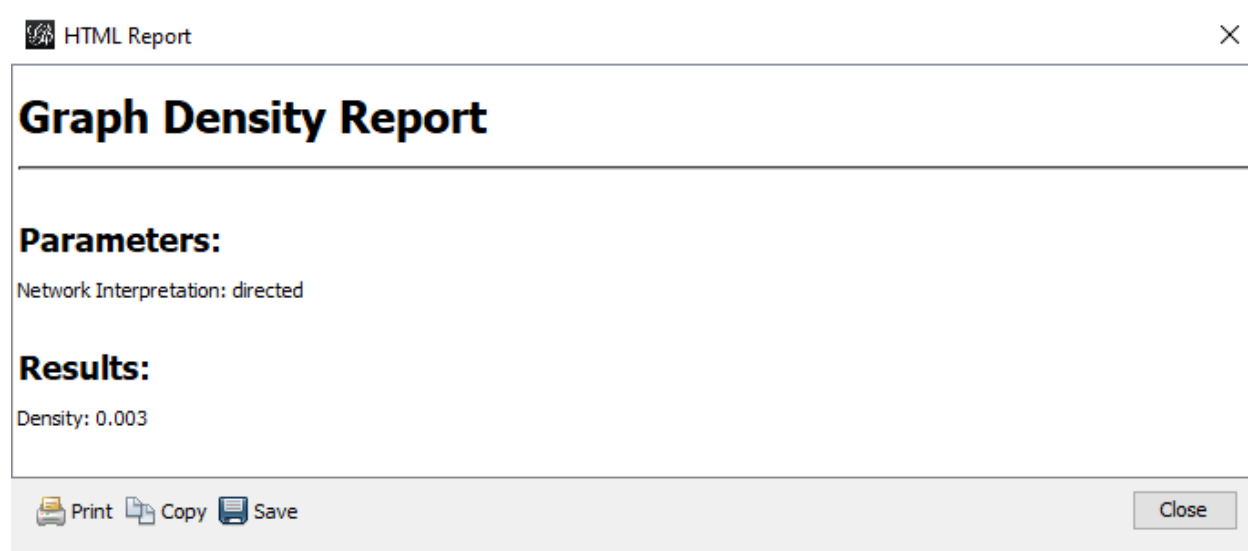 HTML Report
Graph Density Report
Parameters:
Network Interpretation: directed
Results:
Density: 0.003
Print Copy Save Close